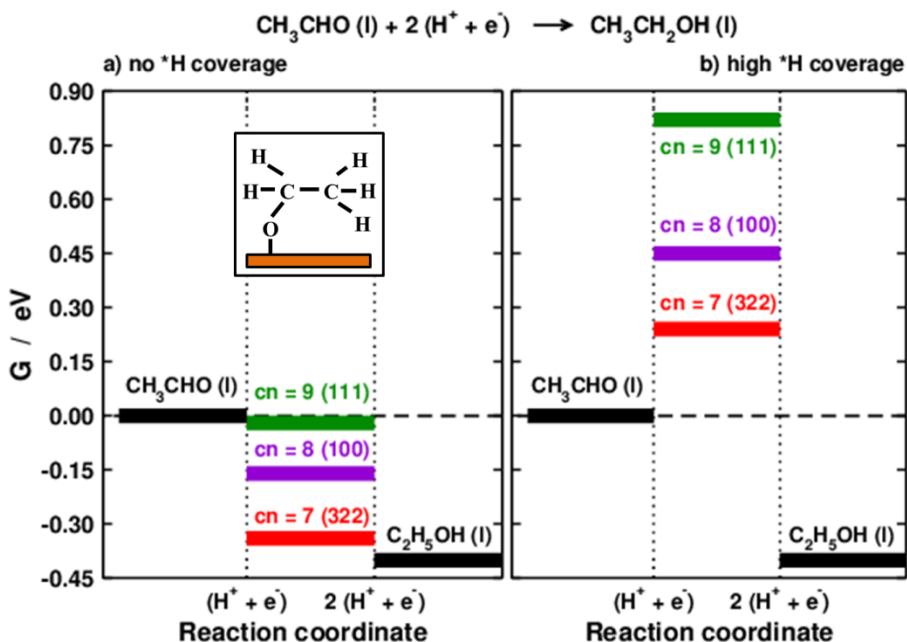 CH₃CHO (l) + 2 (H⁺ + e⁻) → CH₃CH₂OH (l)
a) no *H coverage
b) high *H coverage
G / eV
0.90
0.75
0.60
0.45
0.30
0.15
0.00
-0.15
-0.30
-0.45
H
H
H
C
C
H
H
O
CH₃CHO (l)
cn = 9 (111)
cn = 8 (100)
cn = 7 (322)
C₂H₅OH (l)
cn = 9 (111)
cn = 8 (100)
cn = 7 (322)
CH₃CHO (l)
C₂H₅OH (l)
(H⁺ + e⁻)
2 (H⁺ + e⁻)
(H⁺ + e⁻)
2 (H⁺ + e⁻)
Reaction coordinate
Reaction coordinate